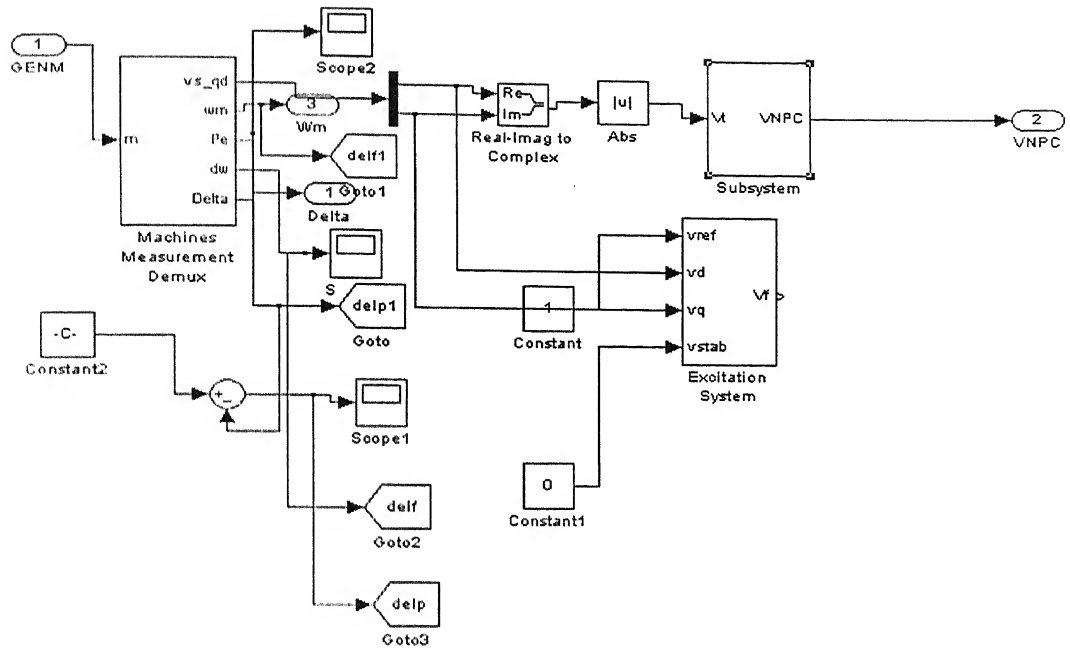 1
GENM
m
vs_qd
wm
Pe
dw
Delta
Machines
Measurement
Demux
Scope2
3
Wm
delf1
Goto1
1
Delta
S
delp1
Goto
-C-
Constant2
+
-
Scope1
delf
Goto2
delp
Goto3
Re
Im
Real-Imag to
Complex
|u|
Abs
Vt
VNPC
Subsystem
2
VNPC
vref
vd
vq
vstab
Vf
Excitation
System
1
Constant
0
Constant1